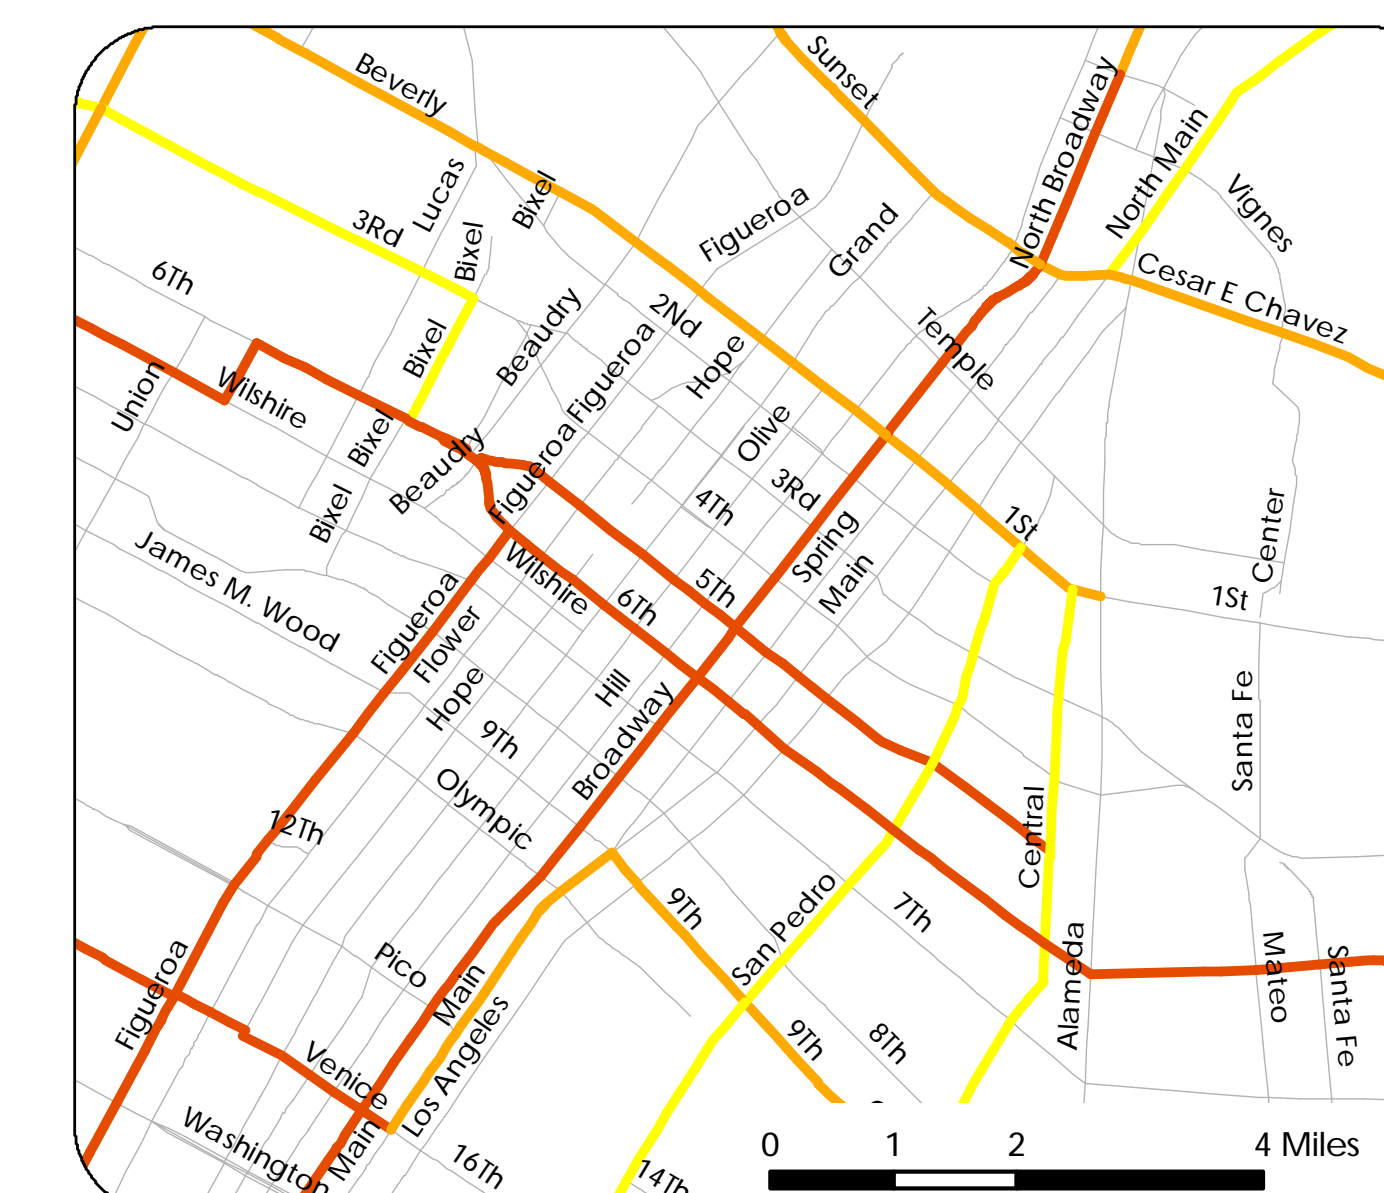 Sunset
Beverly
North Broadway
North Main
Lucas
Bixel
Vignes
Figueroa
Grand
3Rd
Bixel
6Th
Cesar E Chavez
2Nd
Beaudry
Temple
Bixel
Figueroa
Hope
Union
Wilshire
Olive
Bixel
Beaudry
Figueroa
3Rd
4Th
Bixel
1St
Spring
Center
James M. Wood
Wilshire
5Th
Main
6Th
1St
Figueroa
Flower
Hope
Hill
Santa Fe
Broadway
9Th
Olympic
12Th
Central
9Th
San Pedro
7Th
Pico
Figueroa
Main
Alameda
Mateo
Santa Fe
9Th
8Th
Los Angeles
Venice
Main
Washington
16Th
14Th
0 1 2 4 Miles